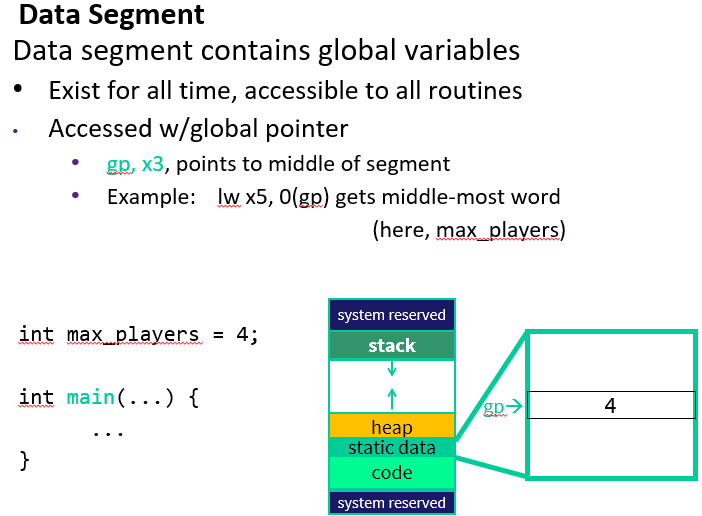 Data Segment
Data segment contains global variables
• Exist for all time, accessible to all routines
• Accessed w/global pointer
• gp, x3, points to middle of segment
• Example: lw x5, 0(gp) gets middle-most word
(here, max_players)
int max_players = 4;
int main(...) {
...
}
system reserved
stack
heap
static data
code
system reserved
gp→
4